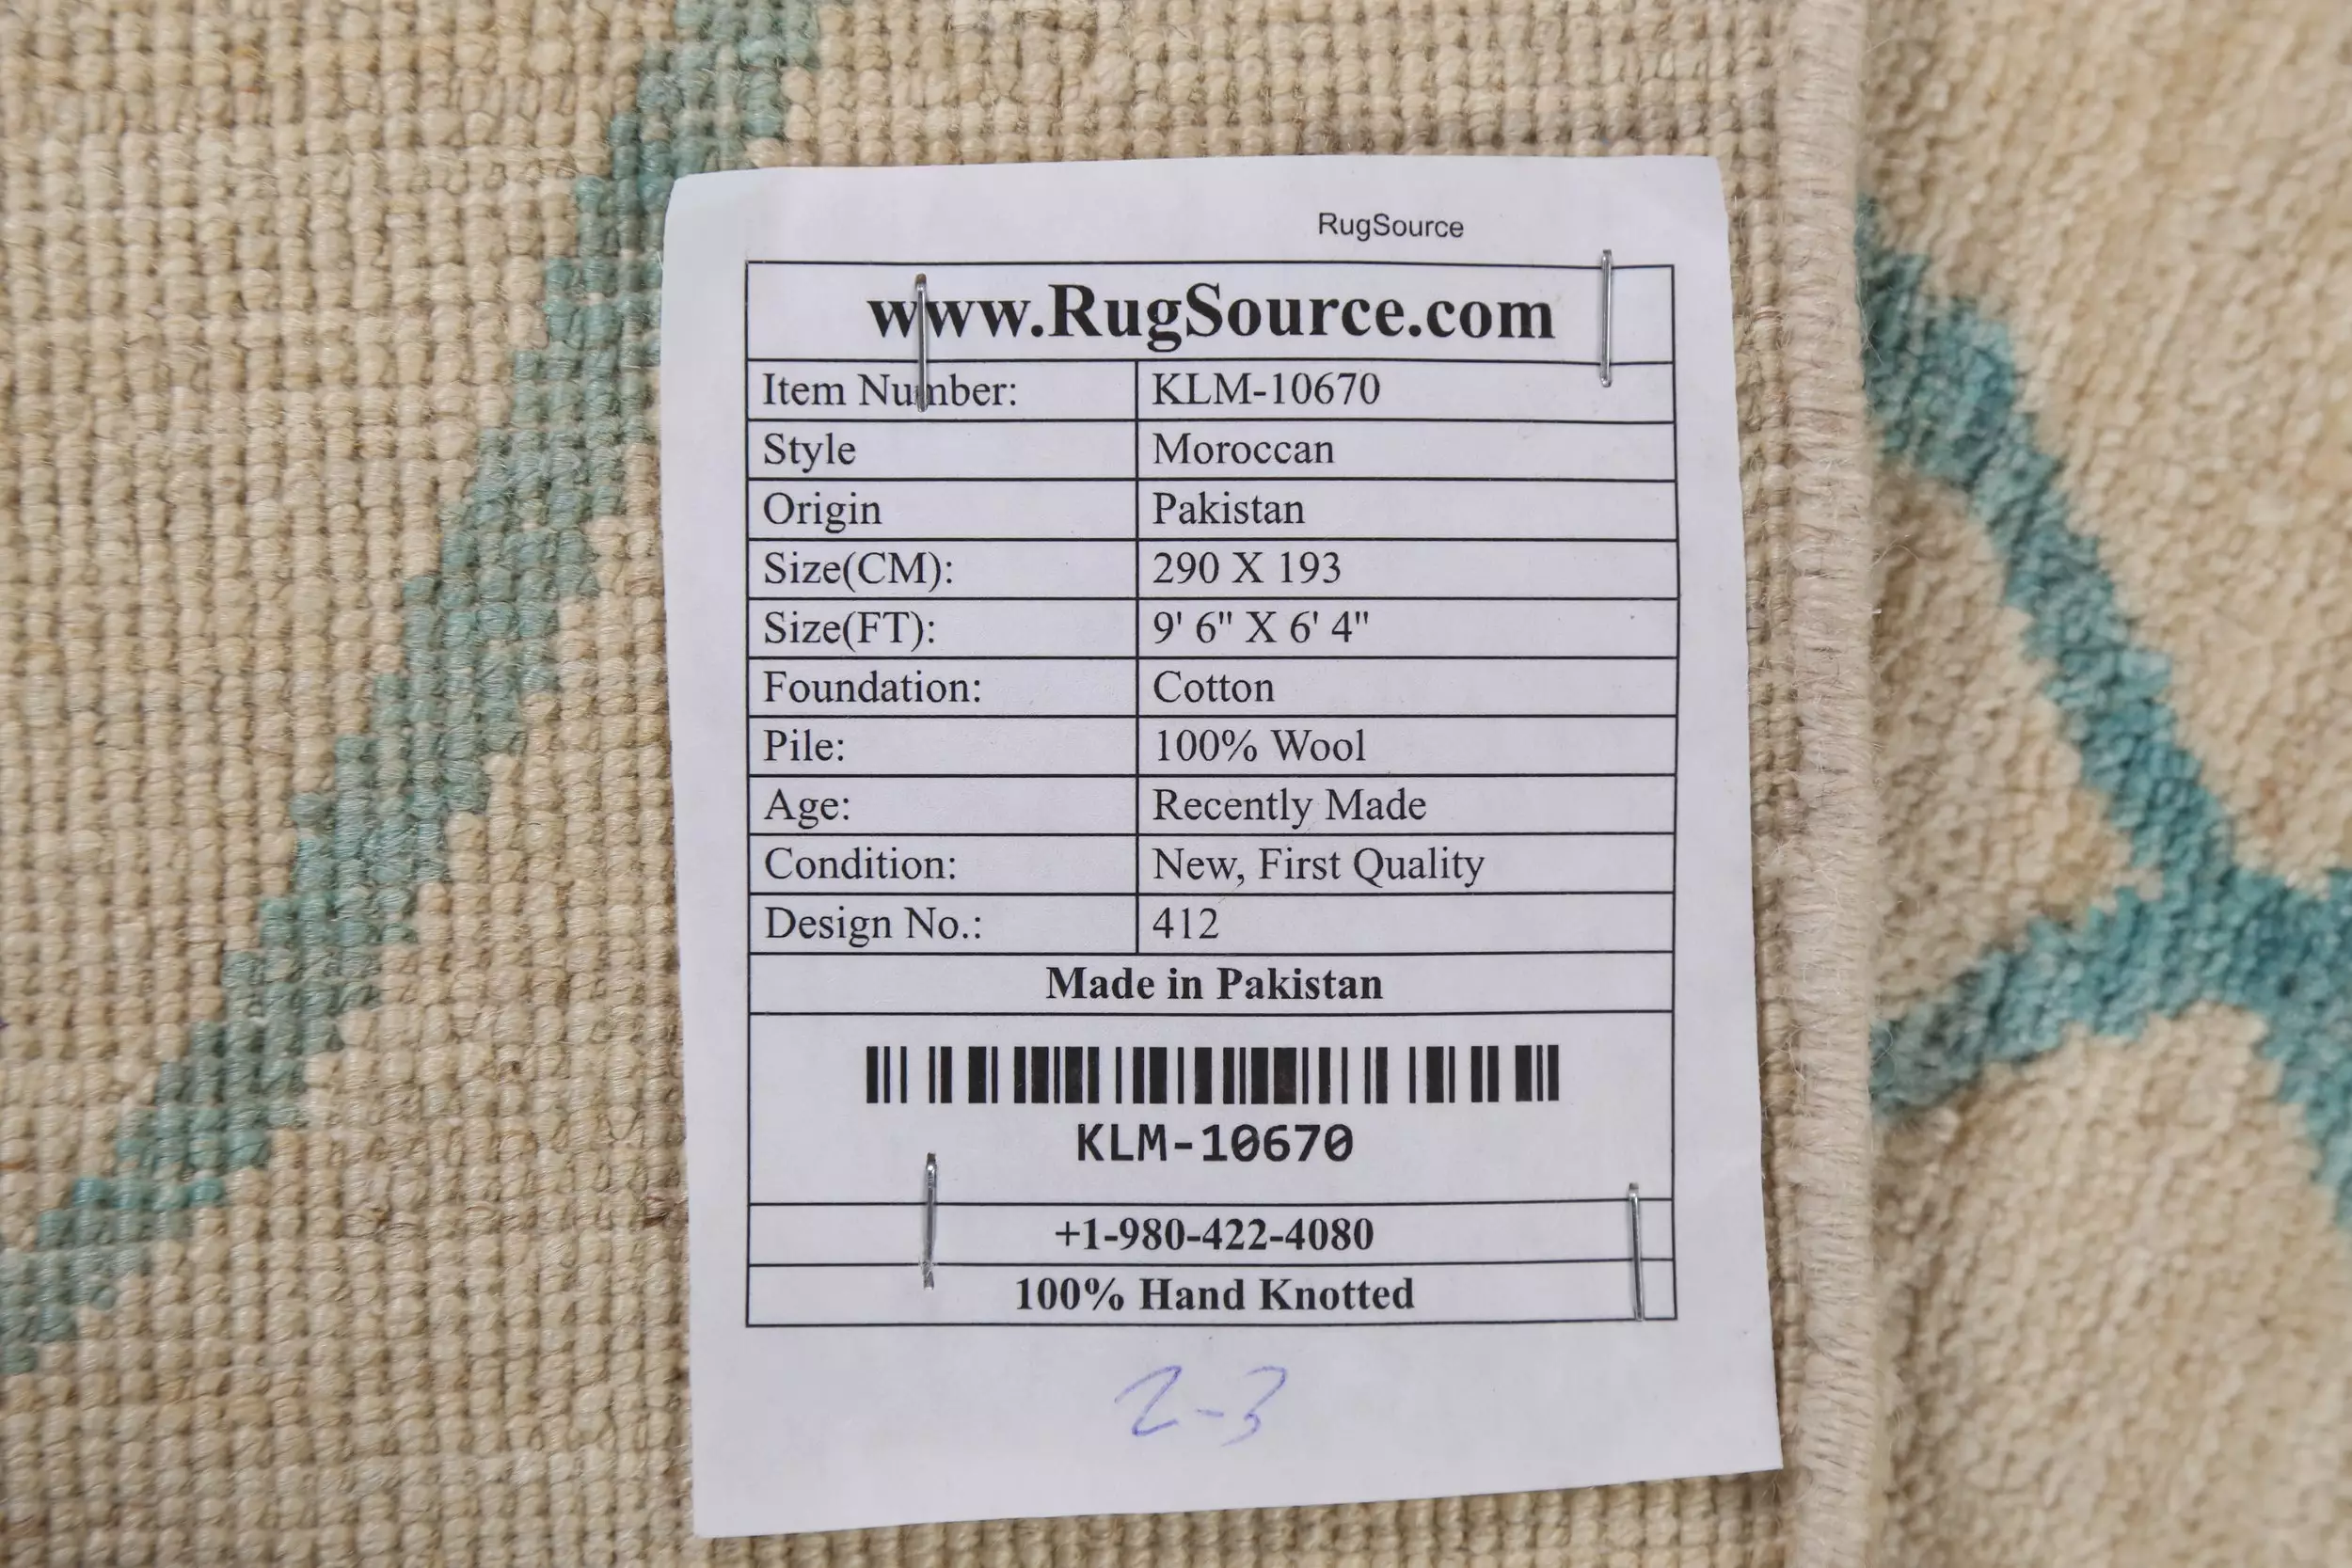 RugSource
www.RugSource.com
Item Number: KLM-10670
Style Moroccan
Origin Pakistan
Size(CM): 290 X 193
Size(FT): 9' 6" X 6' 4"
Foundation: Cotton
Pile: 100% Wool
Age: Recently Made
Condition: New, First Quality
Design No.: 412
Made in Pakistan
KLM-10670
+1-980-422-4080
100% Hand Knotted
2-3